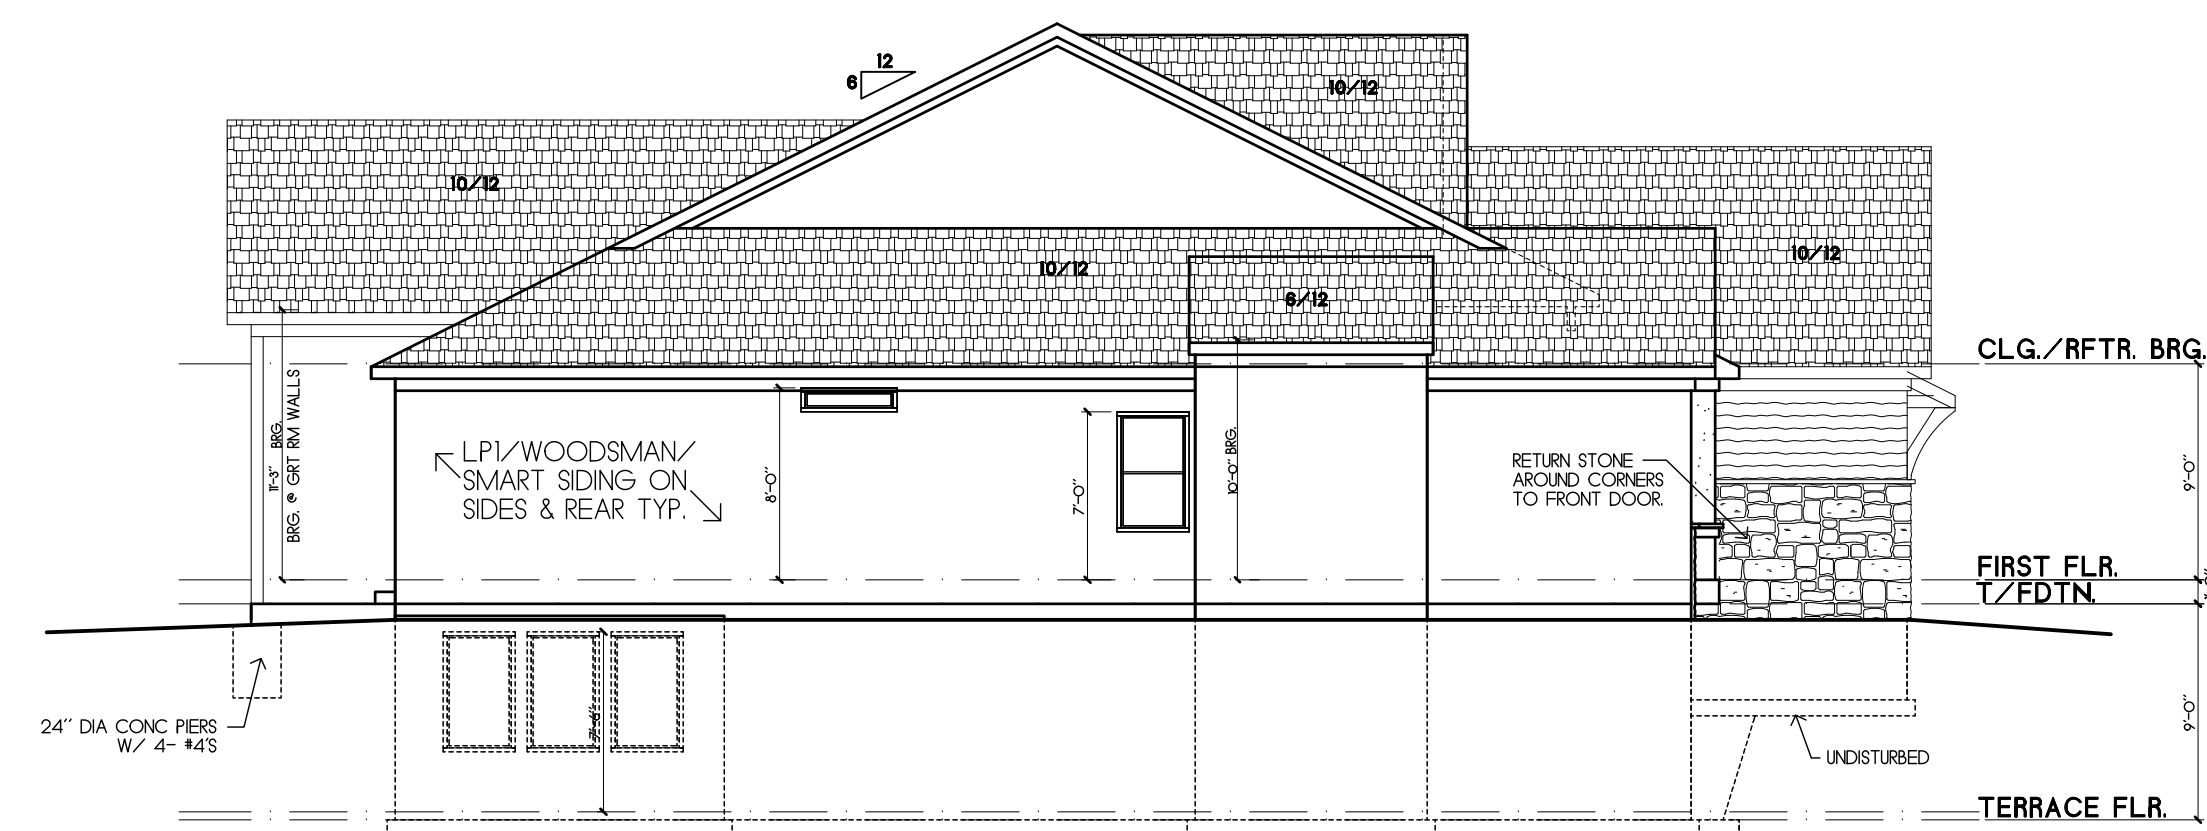 12
6
10/12
10/12
10/12
10/12
6/12
CLG./RFTR. BRG.
11'-3" BRG.
BRG. @ GRT RM WALLS
LP1/WOODSMAN/
SMART SIDING ON
SIDES & REAR TYP.
8'-0"
7'-0"
10'-0" BRG.
RETURN STONE
AROUND CORNERS
TO FRONT DOOR.
9'-0"
FIRST FLR.
T/FDTN.
24" DIA CONC PIERS
W/ 4- #4'S
7'-6"
9'-0"
UNDISTURBED
TERRACE FLR.